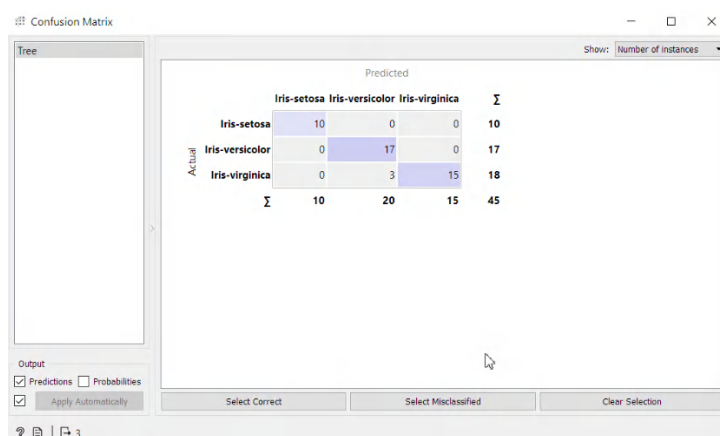 Confusion Matrix
Tree
Show: Number of instances
Predicted
Iris-setosa Iris-versicolor Iris-virginica Σ
Iris-setosa 10 0 0 10
Actual
Iris-versicolor 0 17 0 17
Iris-virginica 0 3 15 18
Σ 10 20 15 45
Output
Predictions Probabilities
Apply Automatically
Select Correct
Select Misclassified
Clear Selection
? 3